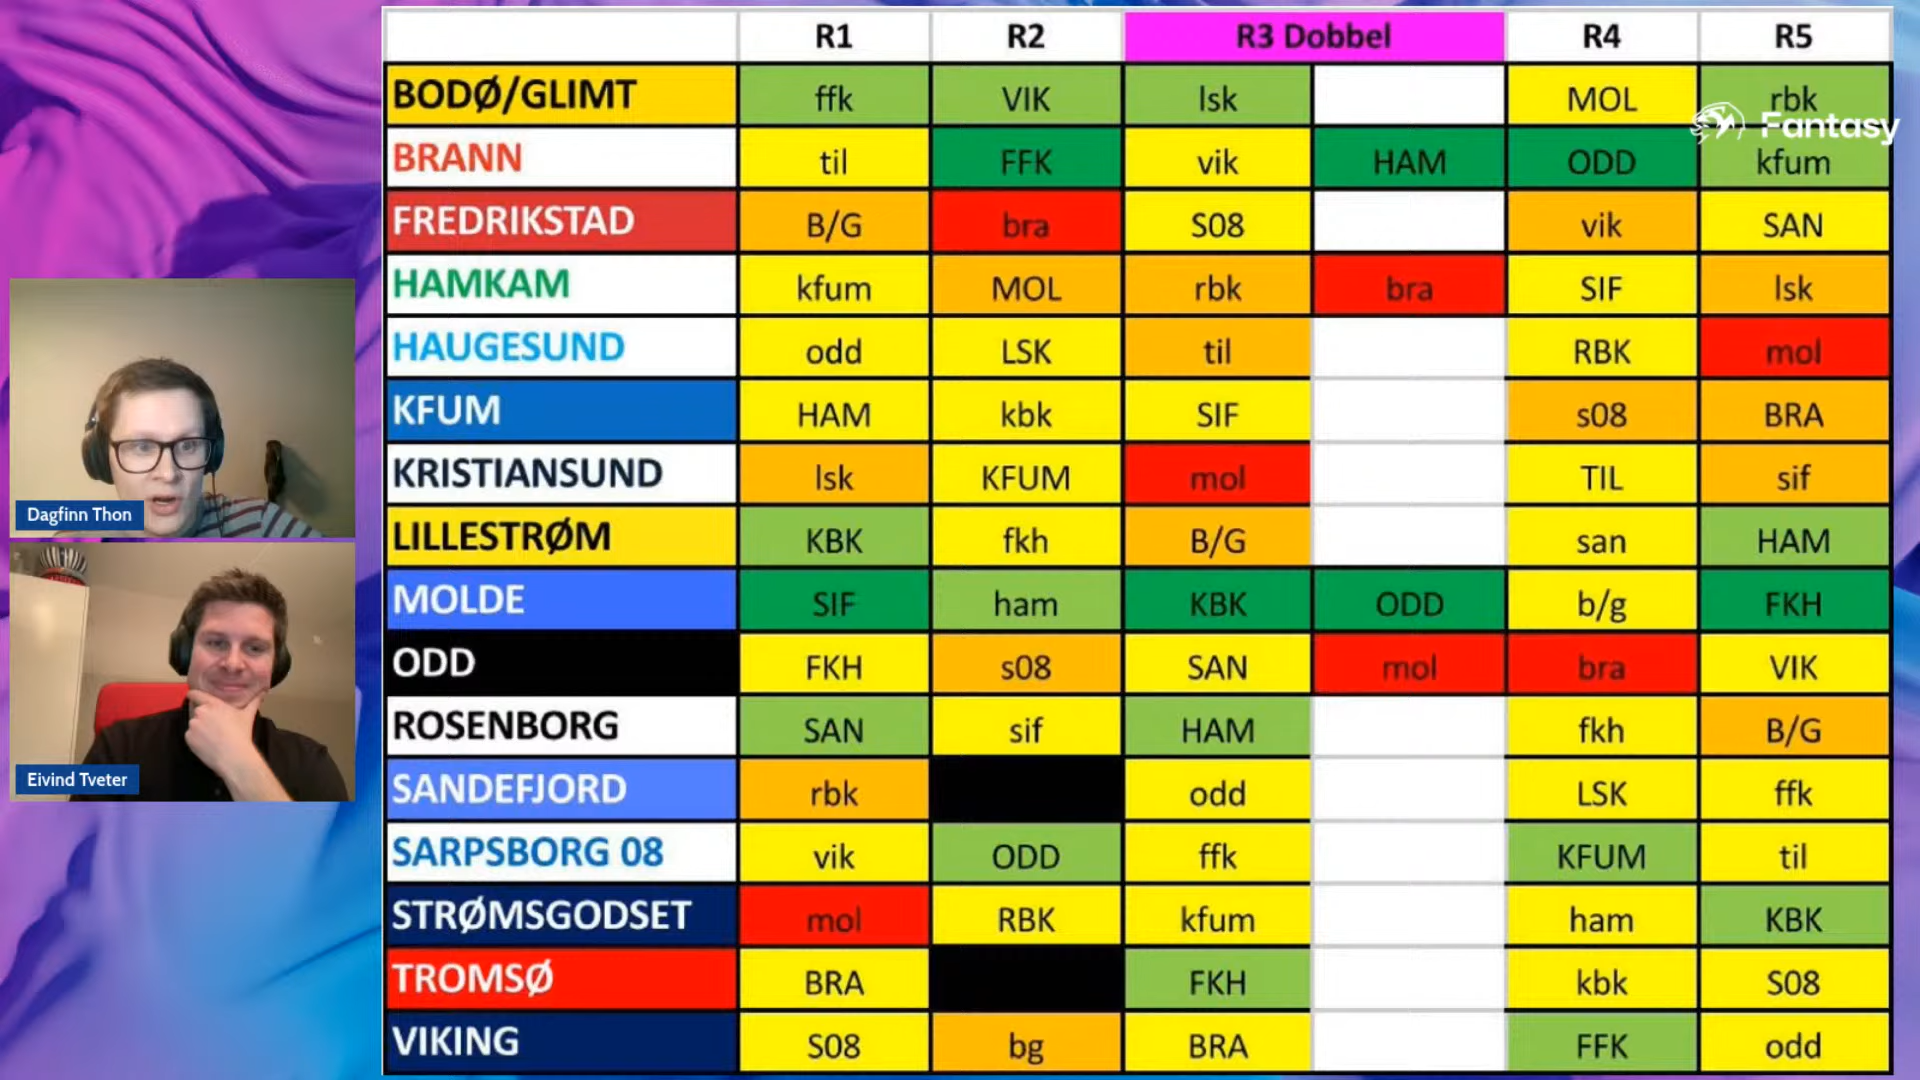 R1 R2 R3 Dobbel R4 R5
BODØ/GLIMT ffk VIK lsk MOL rbk
Fantasy
BRANN til FFK vik HAM ODD kfum
FREDRIKSTAD B/G bra S08 vik SAN
HAMKAM kfum MOL rbk bra SIF lsk
HAUGESUND odd LSK til RBK mol
KFUM HAM kbk SIF s08 BRA
KRISTIANSUND lsk KFUM mol TIL sif
Dagfinn Thon
LILLESTRØM KBK fkh B/G san HAM
MOLDE SIF ham KBK ODD b/g FKH
ODD FKH s08 SAN mol bra VIK
ROSENBORG SAN sif HAM fkh B/G
Eivind Tveter
SANDEFJORD rbk odd LSK ffk
SARPSBORG 08 vik ODD ffk KFUM til
STRØMSGODSET mol RBK kfum ham KBK
TROMSØ BRA FKH kbk S08
VIKING S08 bg BRA FFK odd